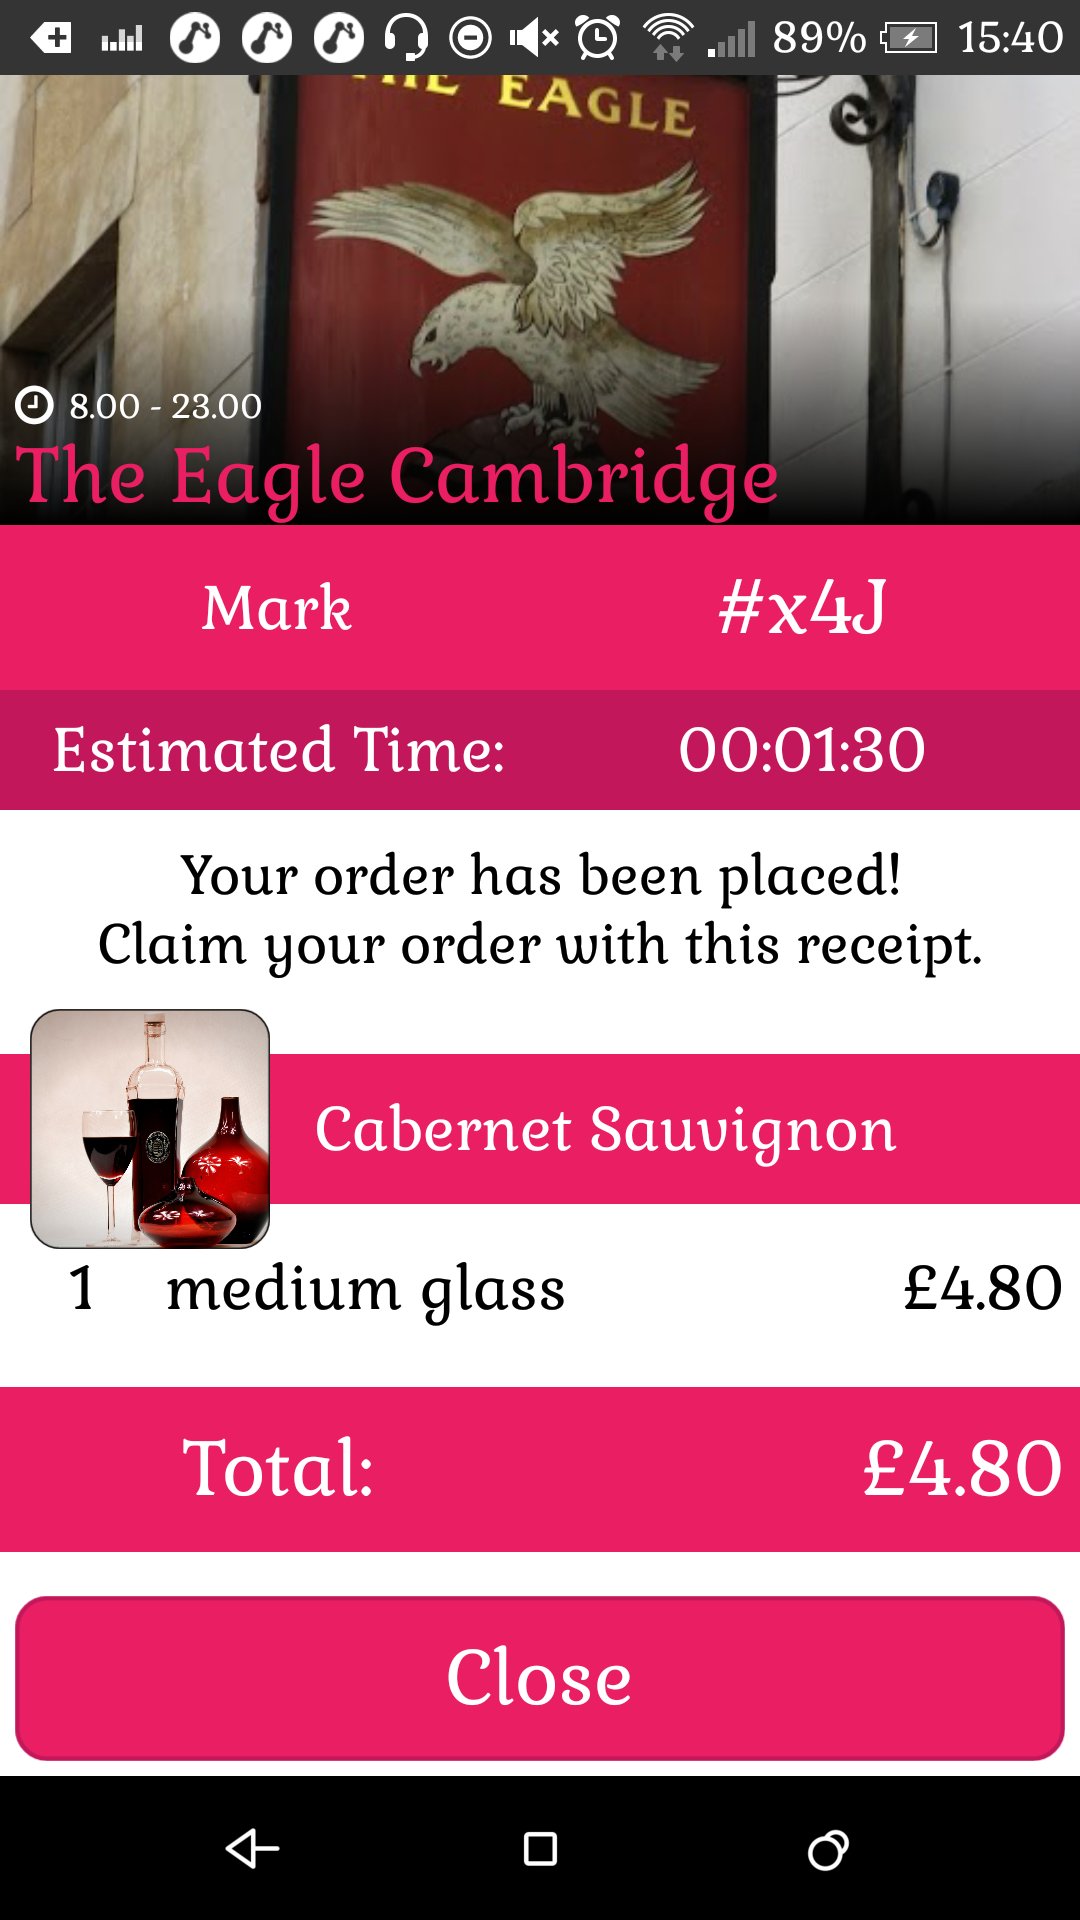 89% 15:40
THE EAGLE
8.00 - 23.00
The Eagle Cambridge
Mark #x4J
Estimated Time: 00:01:30
Your order has been placed!
Claim your order with this receipt.
Cabernet Sauvignon
1 medium glass £4.80
Total: £4.80
Close